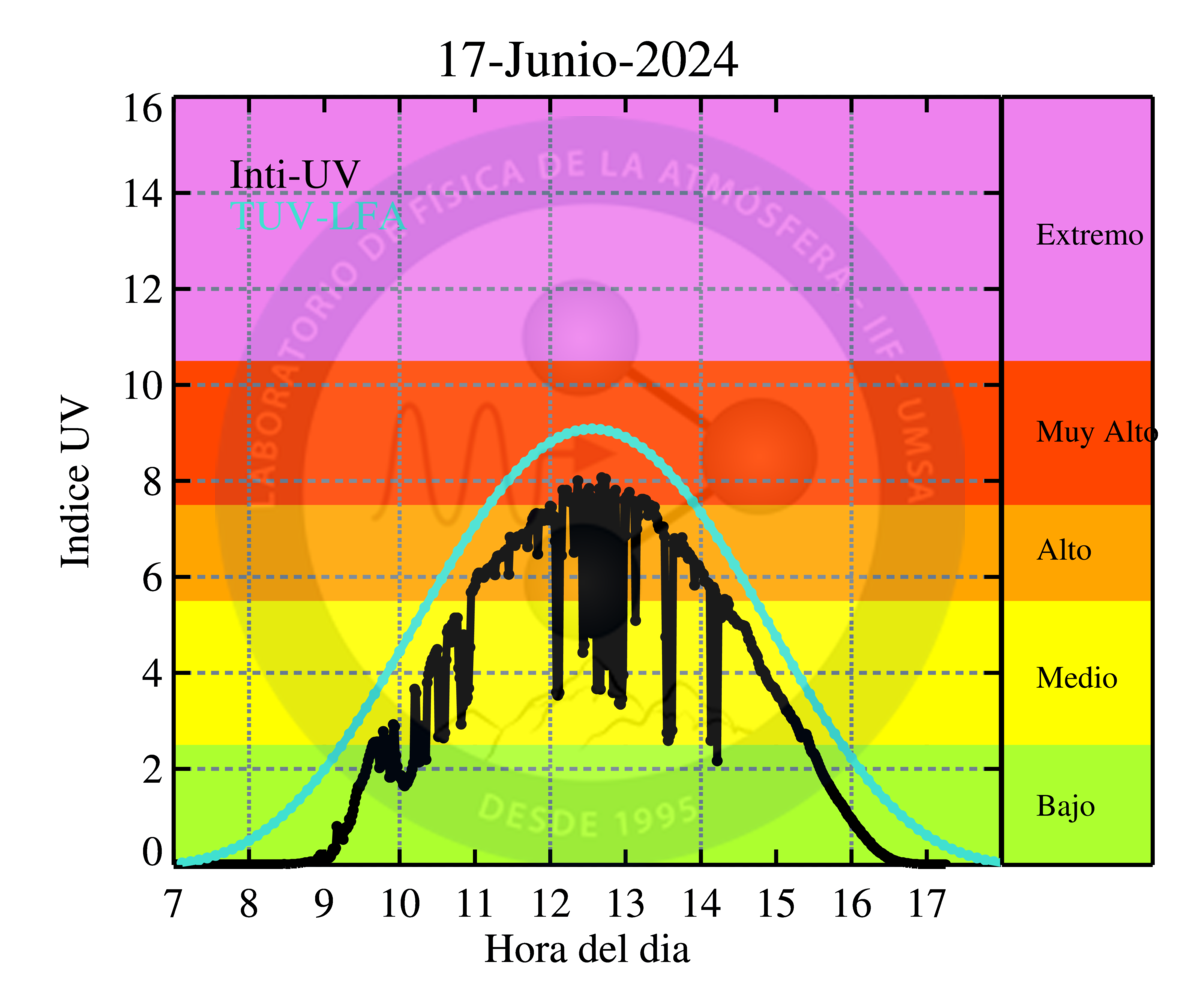 17-Junio-2024
16
14
12
10
8
6
4
2
0
Indice UV
Inti-UV
TUV-LFA
LABORATORIO DE FÍSICA DE LA ATMÓSFERA - IIF - UMSA
DESDE 1995
Extremo
Muy Alto
Alto
Medio
Bajo
7 8 9 10 11 12 13 14 15 16 17
Hora del dia